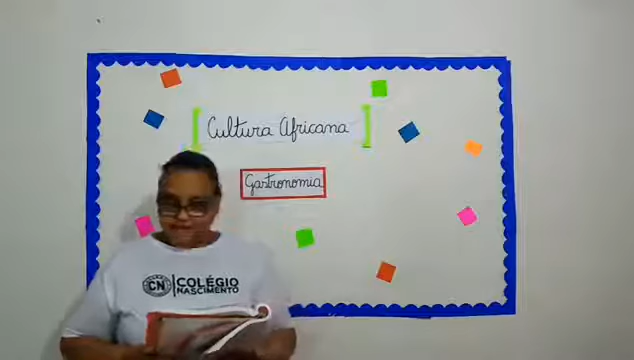 Cultura Africana
Gastronomia
CN
COLÉGIO
NASCIMENTO